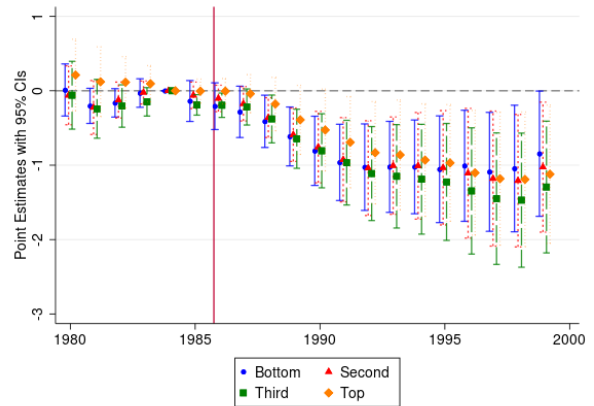 Point Estimates with 95% CIs
1
0
-1
-2
-3
1980 1985 1990 1995 2000
Bottom Second
Third Top